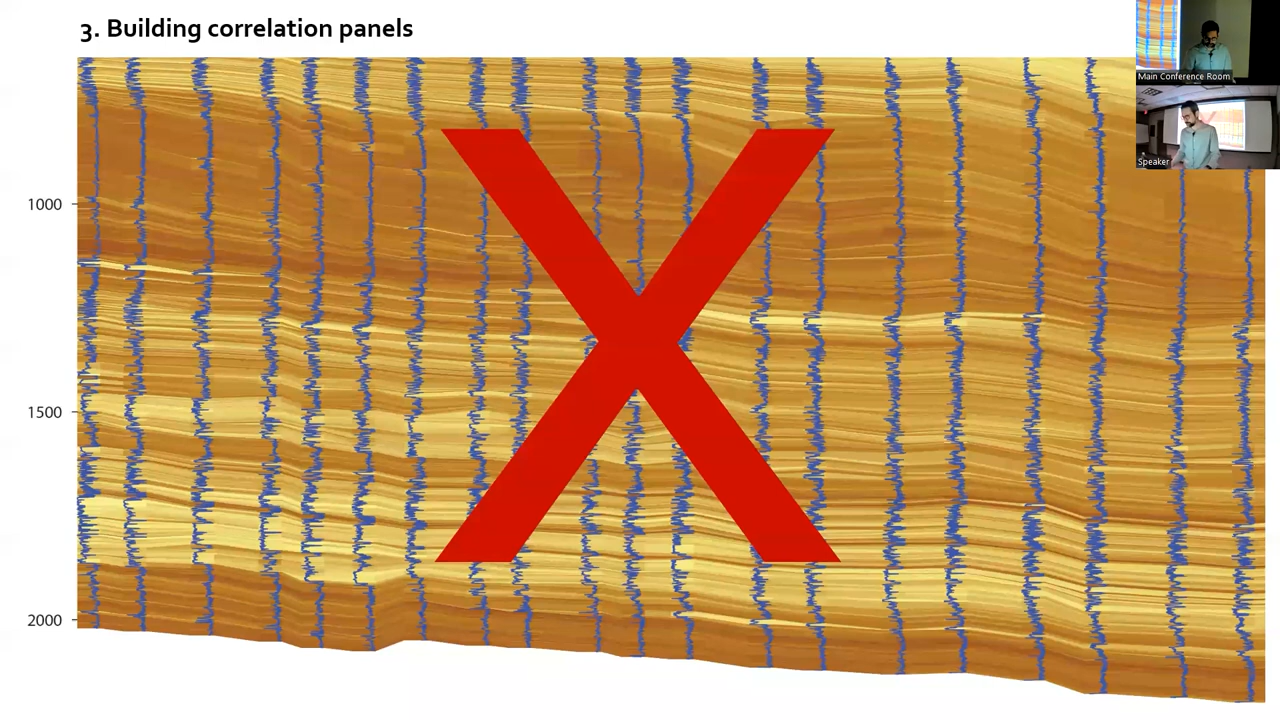 3. Building correlation panels
Main Conference Room
Speaker
1000
1500
2000